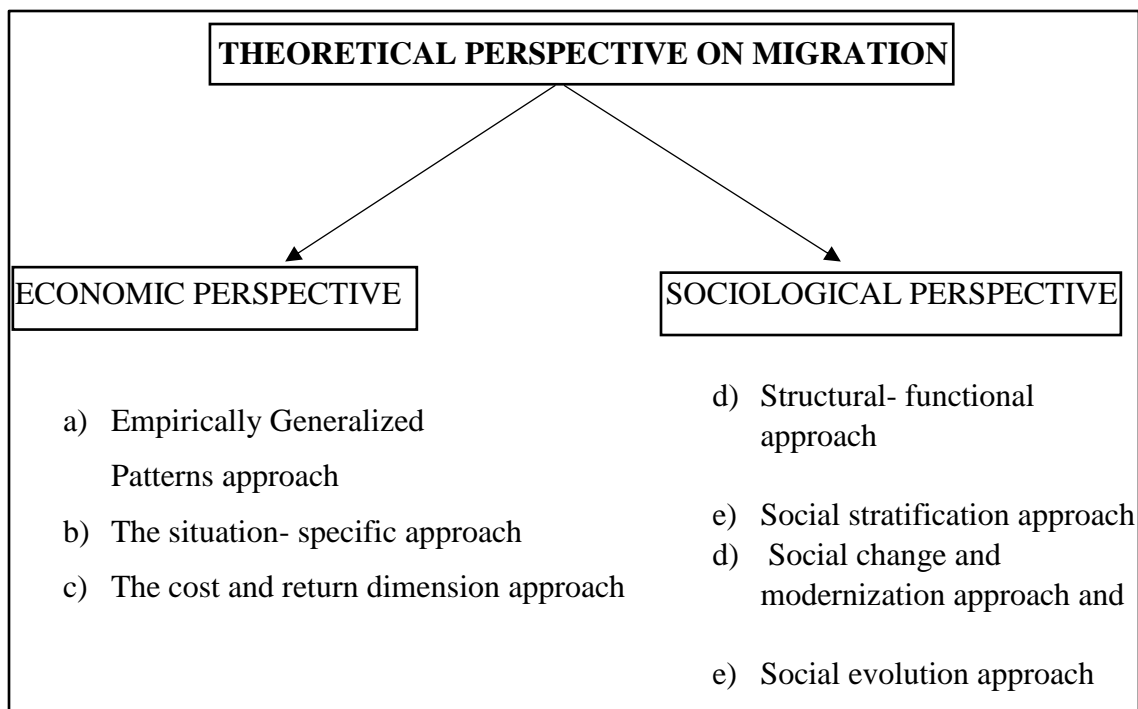 THEORETICAL PERSPECTIVE ON MIGRATION
ECONOMIC PERSPECTIVE
a) Empirically Generalized
Patterns approach
b) The situation- specific approach
c) The cost and return dimension approach
SOCIOLOGICAL PERSPECTIVE
d) Structural- functional
approach
e) Social stratification approach
d) Social change and
modernization approach and
e) Social evolution approach